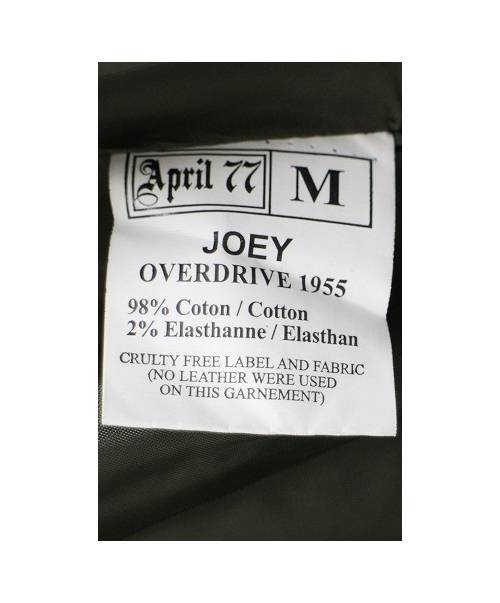 April 77 M
JOEY
OVERDRIVE 1955
98% Coton / Cotton
2% Elasthanne / Elasthan
CRULTY FREE LABEL AND FABRIC
(NO LEATHER WERE USED
ON THIS GARNEMENT)